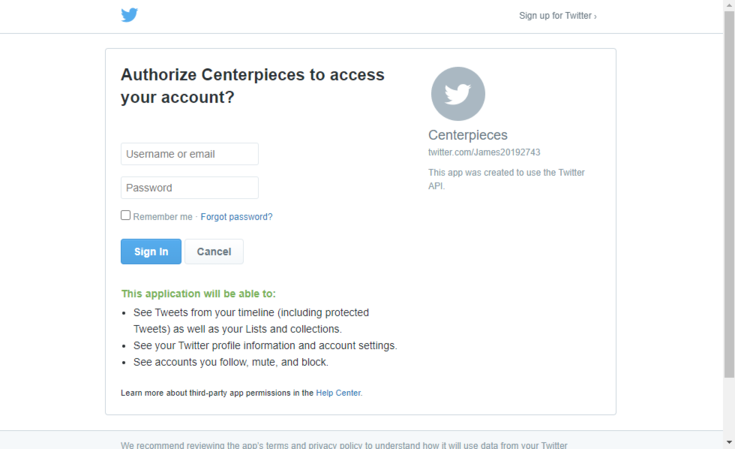 Sign up for Twitter ›
Authorize Centerpieces to access
your account?
Centerpieces
twitter.com/James20192743
This app was created to use the Twitter
API.
Username or email
Password
Remember me · Forgot password?
Sign In
Cancel
This application will be able to:
• See Tweets from your timeline (including protected
Tweets) as well as your Lists and collections.
• See your Twitter profile information and account settings.
• See accounts you follow, mute, and block.
Learn more about third-party app permissions in the Help Center.
We recommend reviewing the app's terms and privacy policy to understand how it will use data from your Twitter